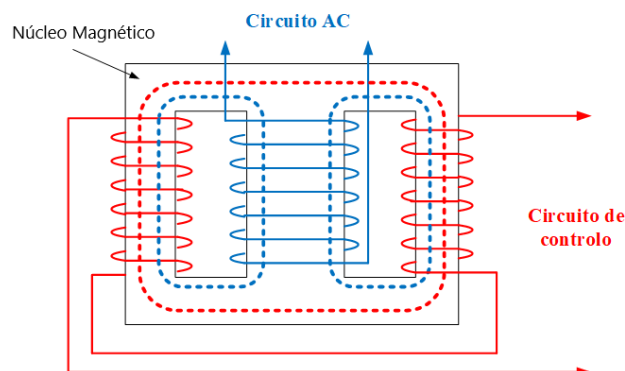 Circuito AC
Núcleo Magnético
Circuito de
controlo